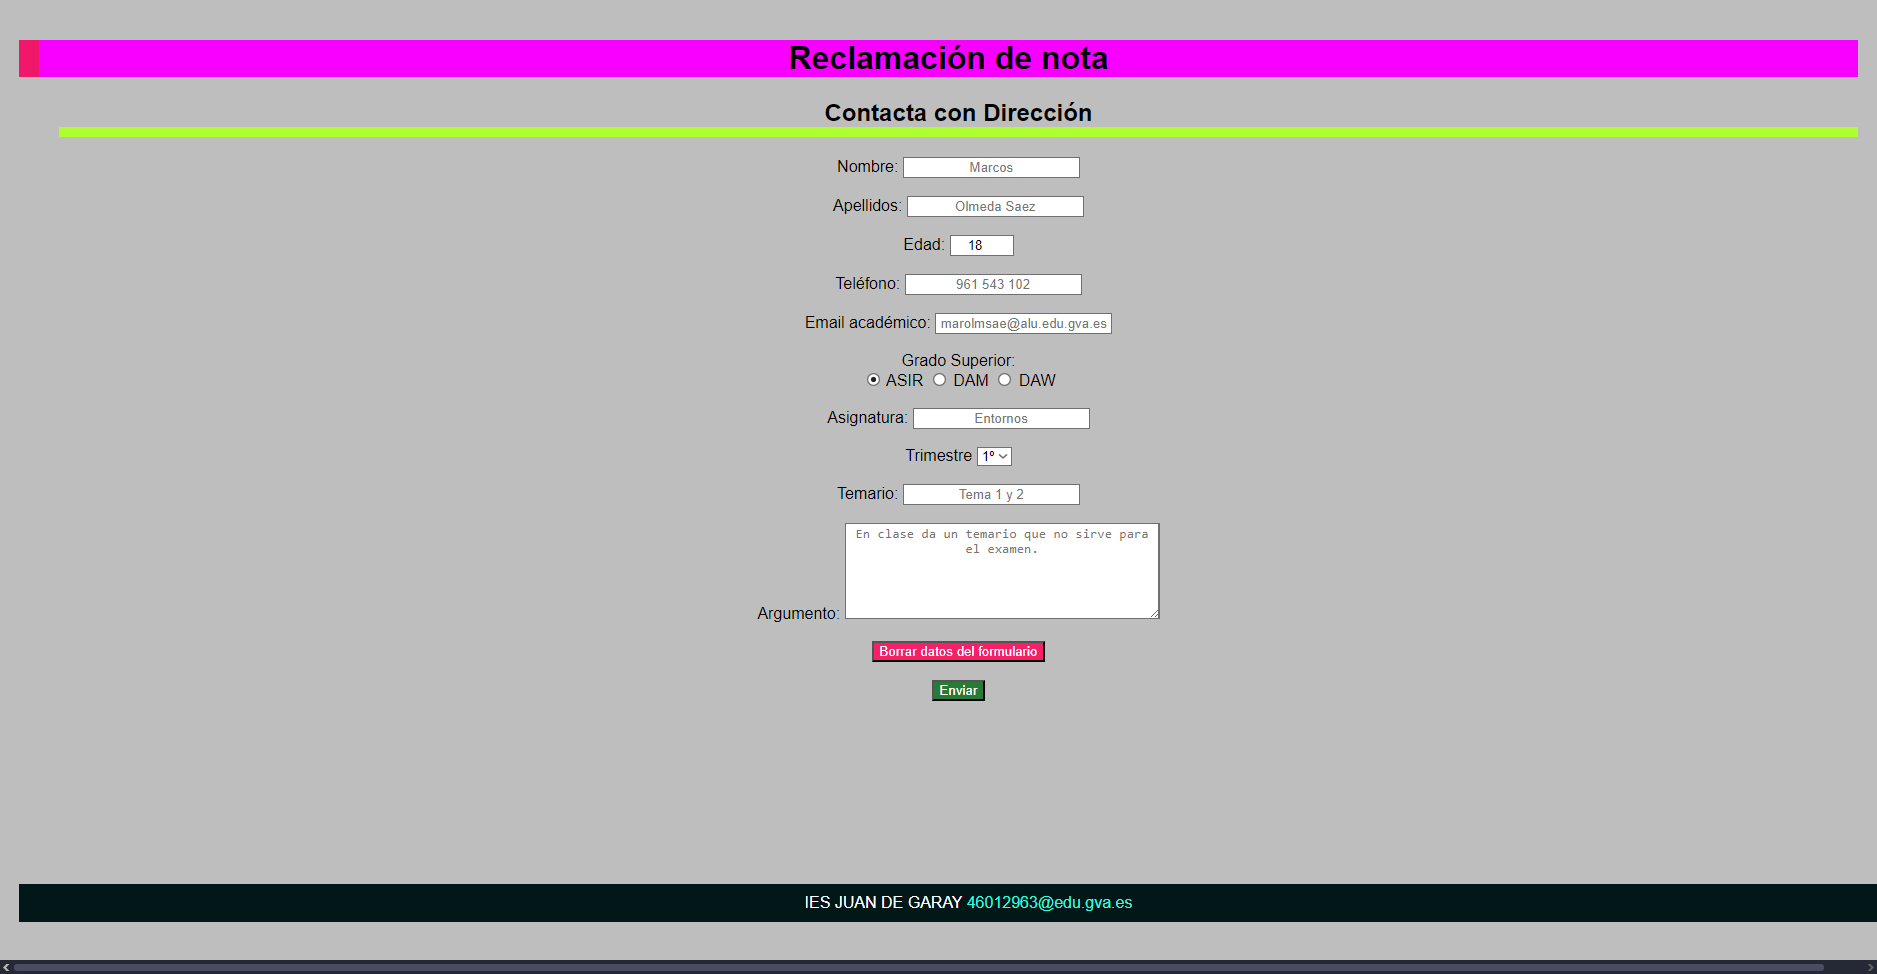 Reclamación de nota
Contacta con Dirección
Nombre: Marcos
Apellidos: Olmeda Saez
Edad: 18
Teléfono: 961 543 102
Email académico: marolmsae@alu.edu.gva.es
Grado Superior:
ASIR DAM DAW
Asignatura: Entornos
Trimestre 1º
Temario: Tema 1 y 2
En clase da un temario que no sirve para
el examen.
Argumento:
Borrar datos del formulario
Enviar
IES JUAN DE GARAY 46012963@edu.gva.es